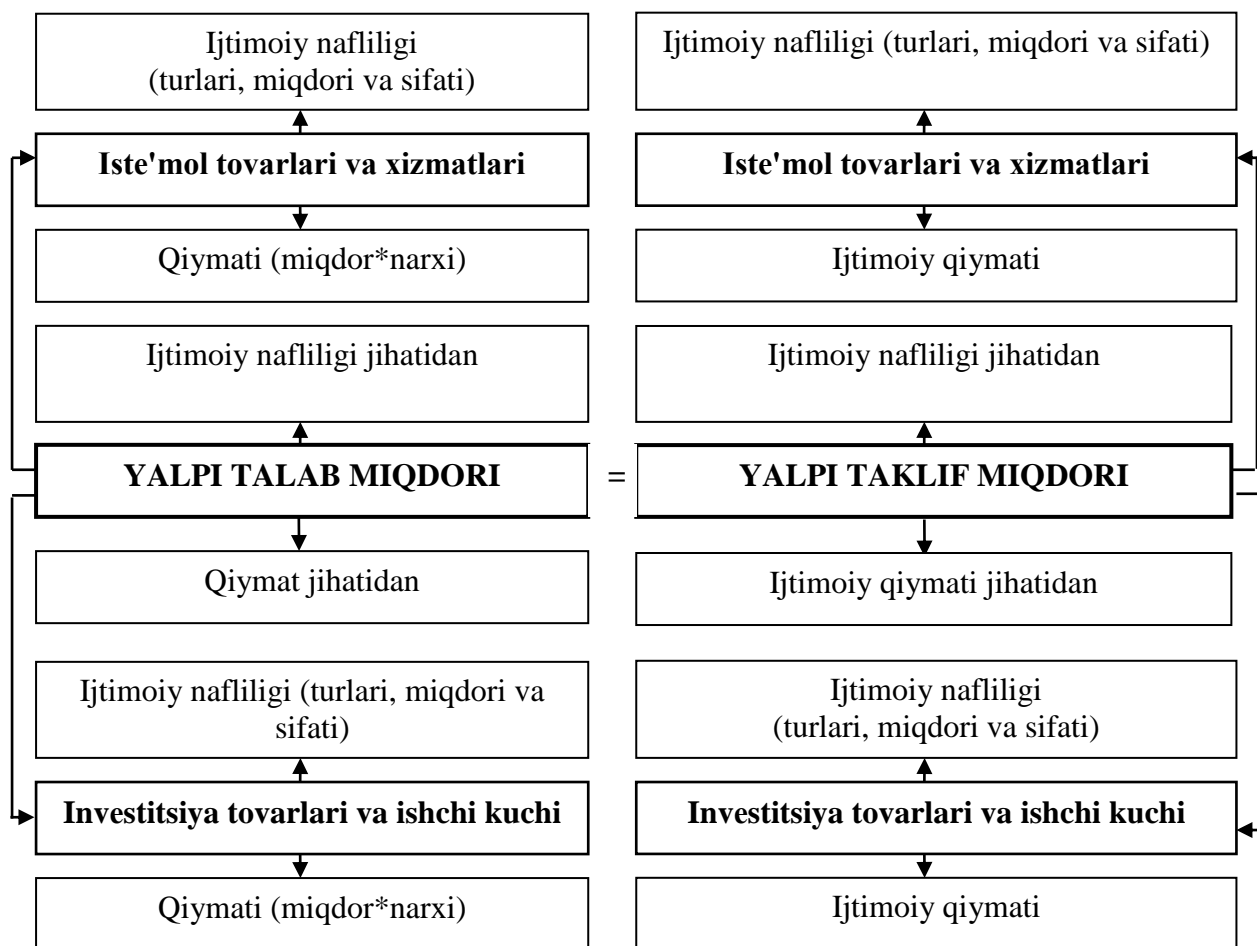 Ijtimoiy nafliligi
(turlari, miqdori va sifati)
Ijtimoiy nafliligi (turlari, miqdori va sifati)
Iste'mol tovarlari va xizmatlari
Iste'mol tovarlari va xizmatlari
Qiymati (miqdor*narxi)
Ijtimoiy qiymati
Ijtimoiy nafliligi jihatidan
Ijtimoiy nafliligi jihatidan
YALPI TALAB MIQDORI
=
YALPI TAKLIF MIQDORI
Qiymat jihatidan
Ijtimoiy qiymati jihatidan
Ijtimoiy nafliligi (turlari, miqdori va
sifati)
Ijtimoiy nafliligi
(turlari, miqdori va sifati)
Investitsiya tovarlari va ishchi kuchi
Investitsiya tovarlari va ishchi kuchi
Qiymati (miqdor*narxi)
Ijtimoiy qiymati